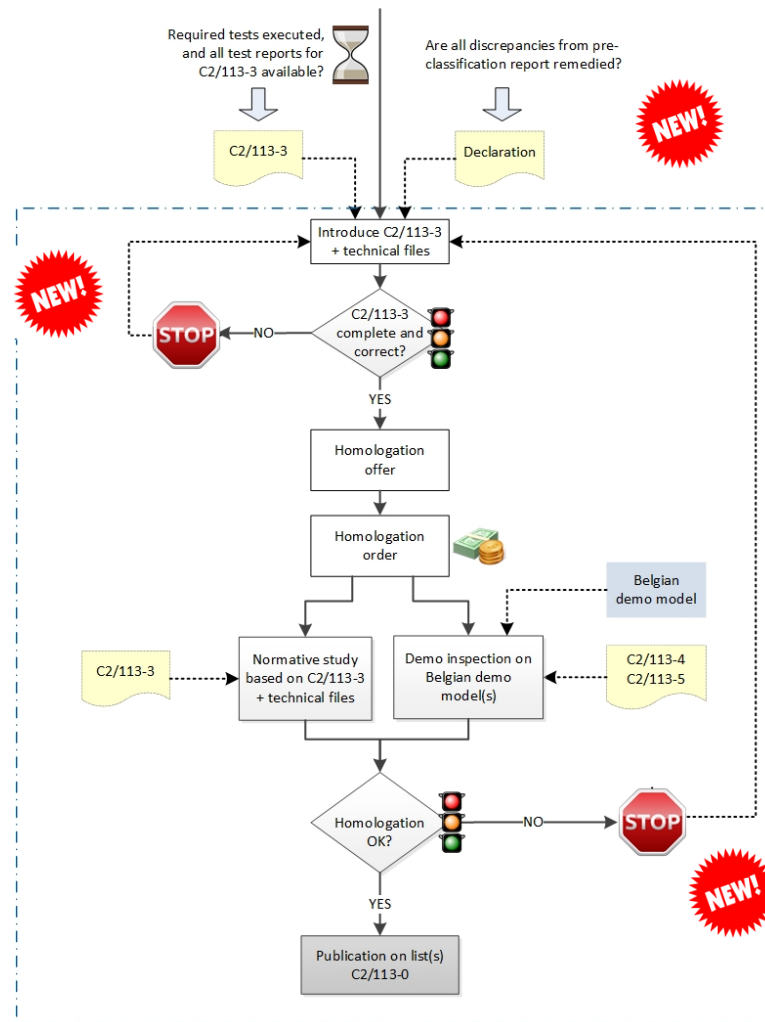 Required tests executed,
and all test reports for
C2/113-3 available?
Are all discrepancies from pre-
classification report remedied?
NEW!
C2/113-3
Declaration
Introduce C2/113-3
+ technical files
NEW!
C2/113-3
complete and
correct?
STOP
NO
YES
Homologation
offer
Homologation
order
Belgian
demo model
C2/113-3
Normative study
based on C2/113-3
+ technical files
Demo inspection on
Belgian demo
model(s)
C2/113-4
C2/113-5
Homologation
OK?
NO
STOP
NEW!
YES
Publication on list(s)
C2/113-0